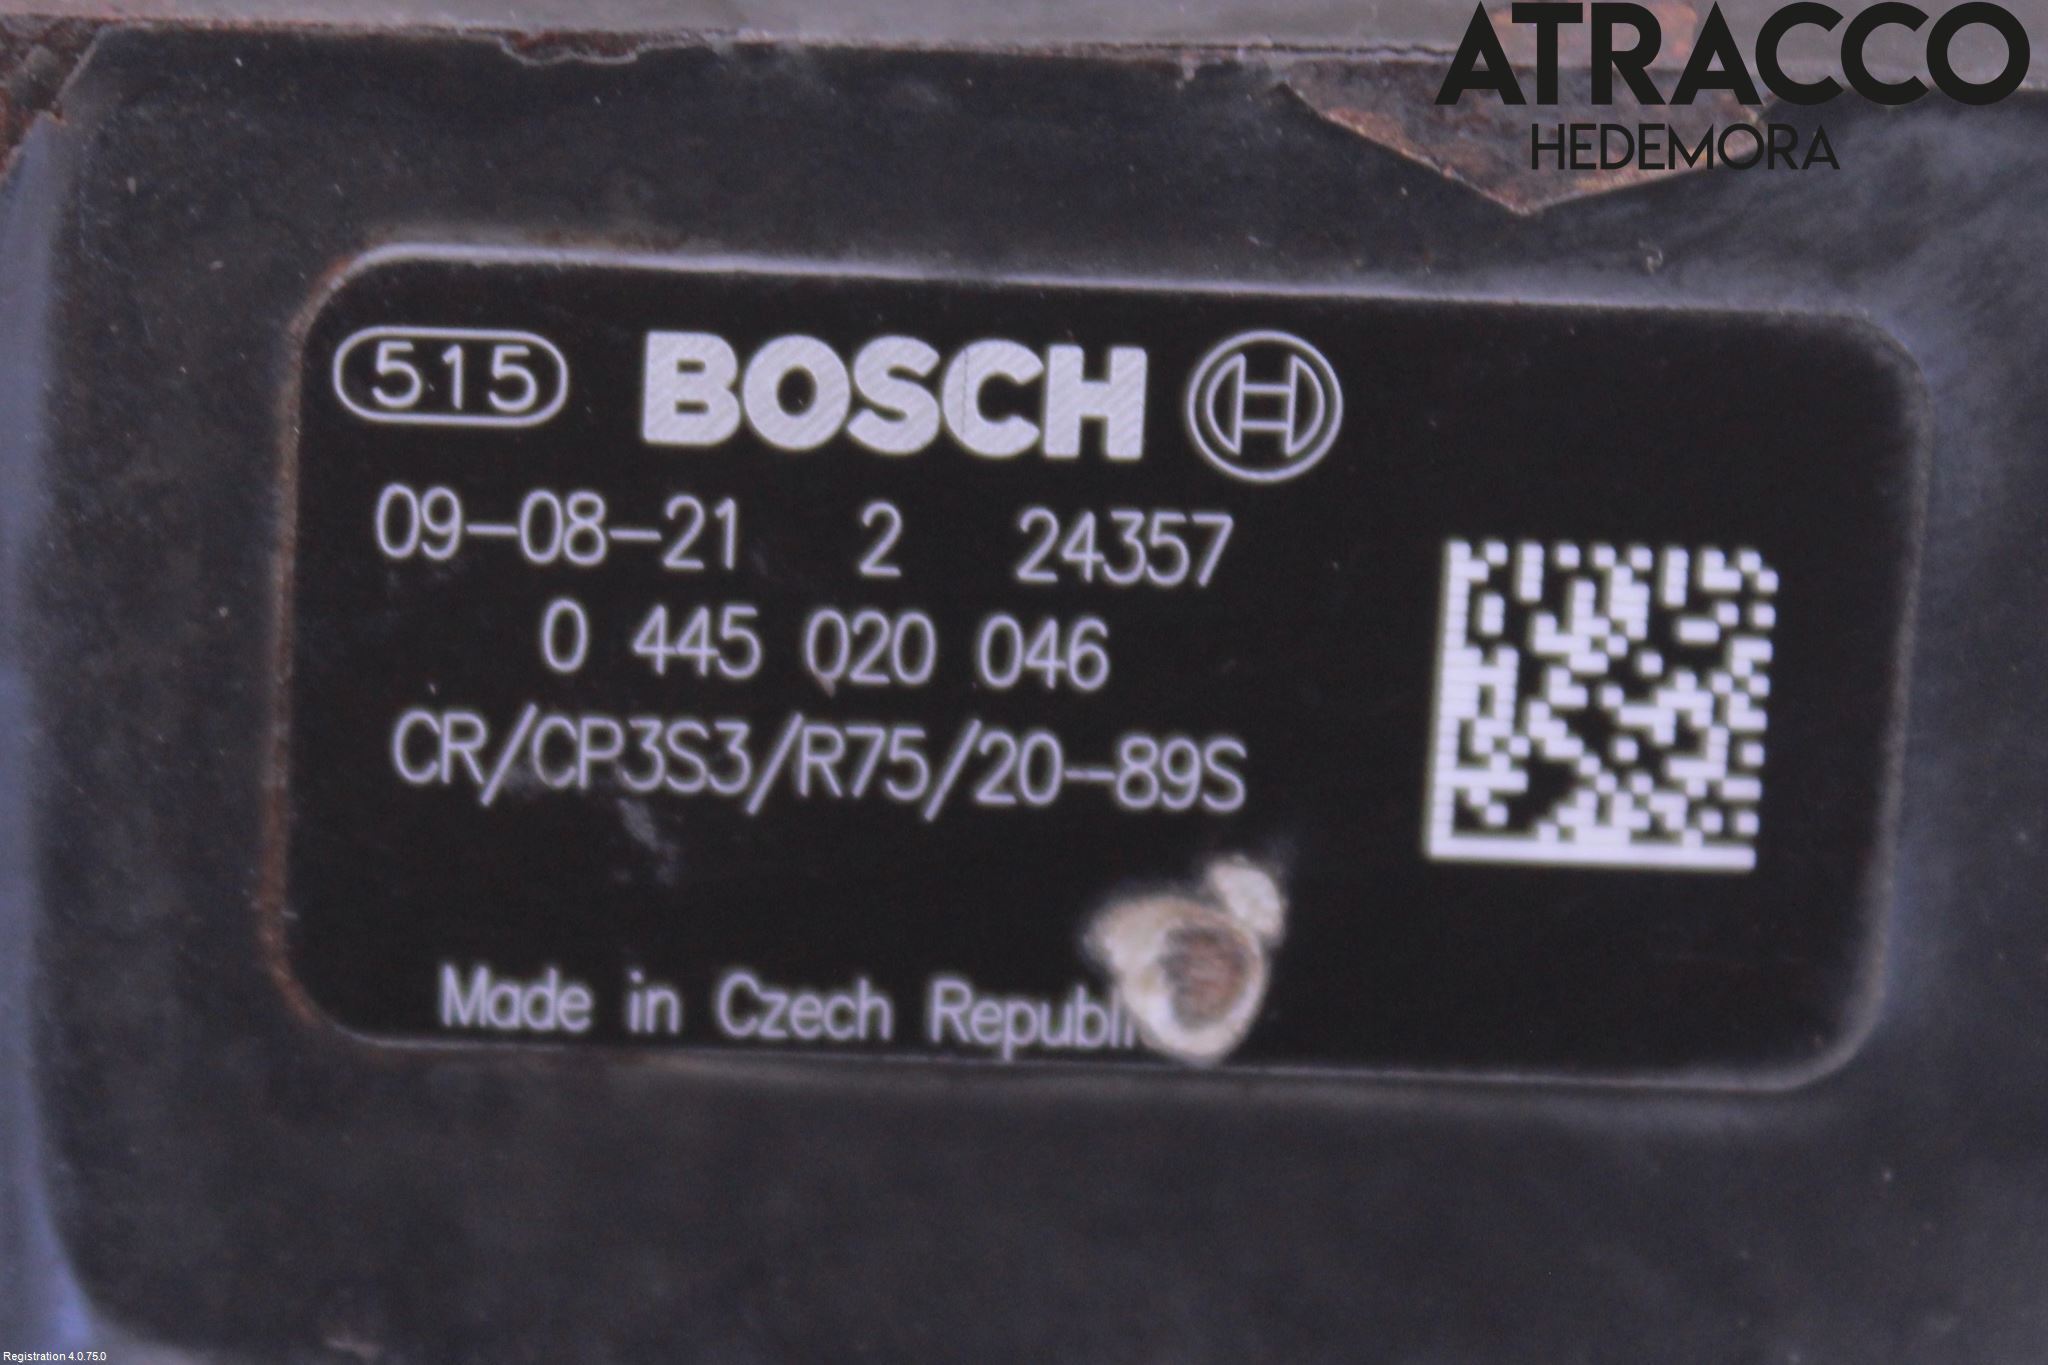 ATRACCO
HEDEMORA
515 BOSCH
09-08-21 2 24357
0 445 020 046
CR/CP3S3/R75/20-89S
Made in Czech
Registration 4.0.75.0